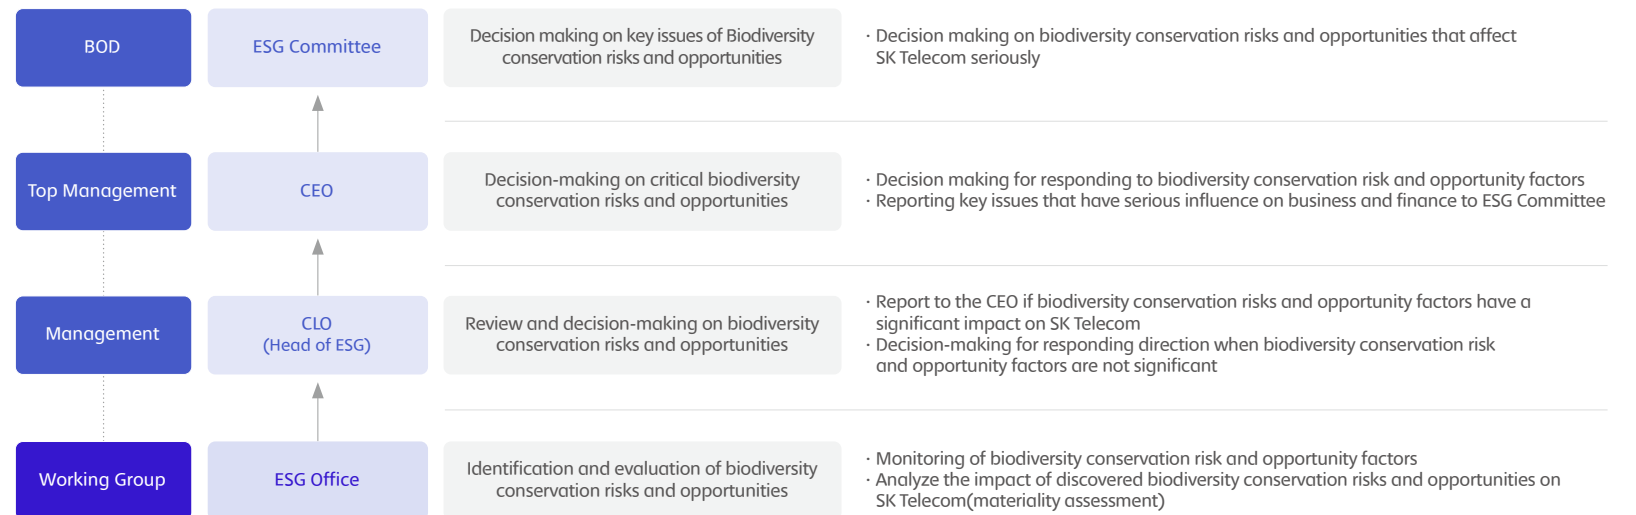 BOD
ESG Committee
Decision making on key issues of Biodiversity
conservation risks and opportunities
· Decision making on biodiversity conservation risks and opportunities that affect
SK Telecom seriously
Top Management
CEO
Decision-making on critical biodiversity
conservation risks and opportunities
· Decision making for responding to biodiversity conservation risk and opportunity factors
· Reporting key issues that have serious influence on business and finance to ESG Committee
Management
CLO
(Head of ESG)
Review and decision-making on biodiversity
conservation risks and opportunities
· Report to the CEO if biodiversity conservation risks and opportunity factors have a
significant impact on SK Telecom
· Decision-making for responding direction when biodiversity conservation risk
and opportunity factors are not significant
Working Group
ESG Office
Identification and evaluation of biodiversity
conservation risks and opportunities
· Monitoring of biodiversity conservation risk and opportunity factors
· Analyze the impact of discovered biodiversity conservation risks and opportunities on
SK Telecom(materiality assessment)